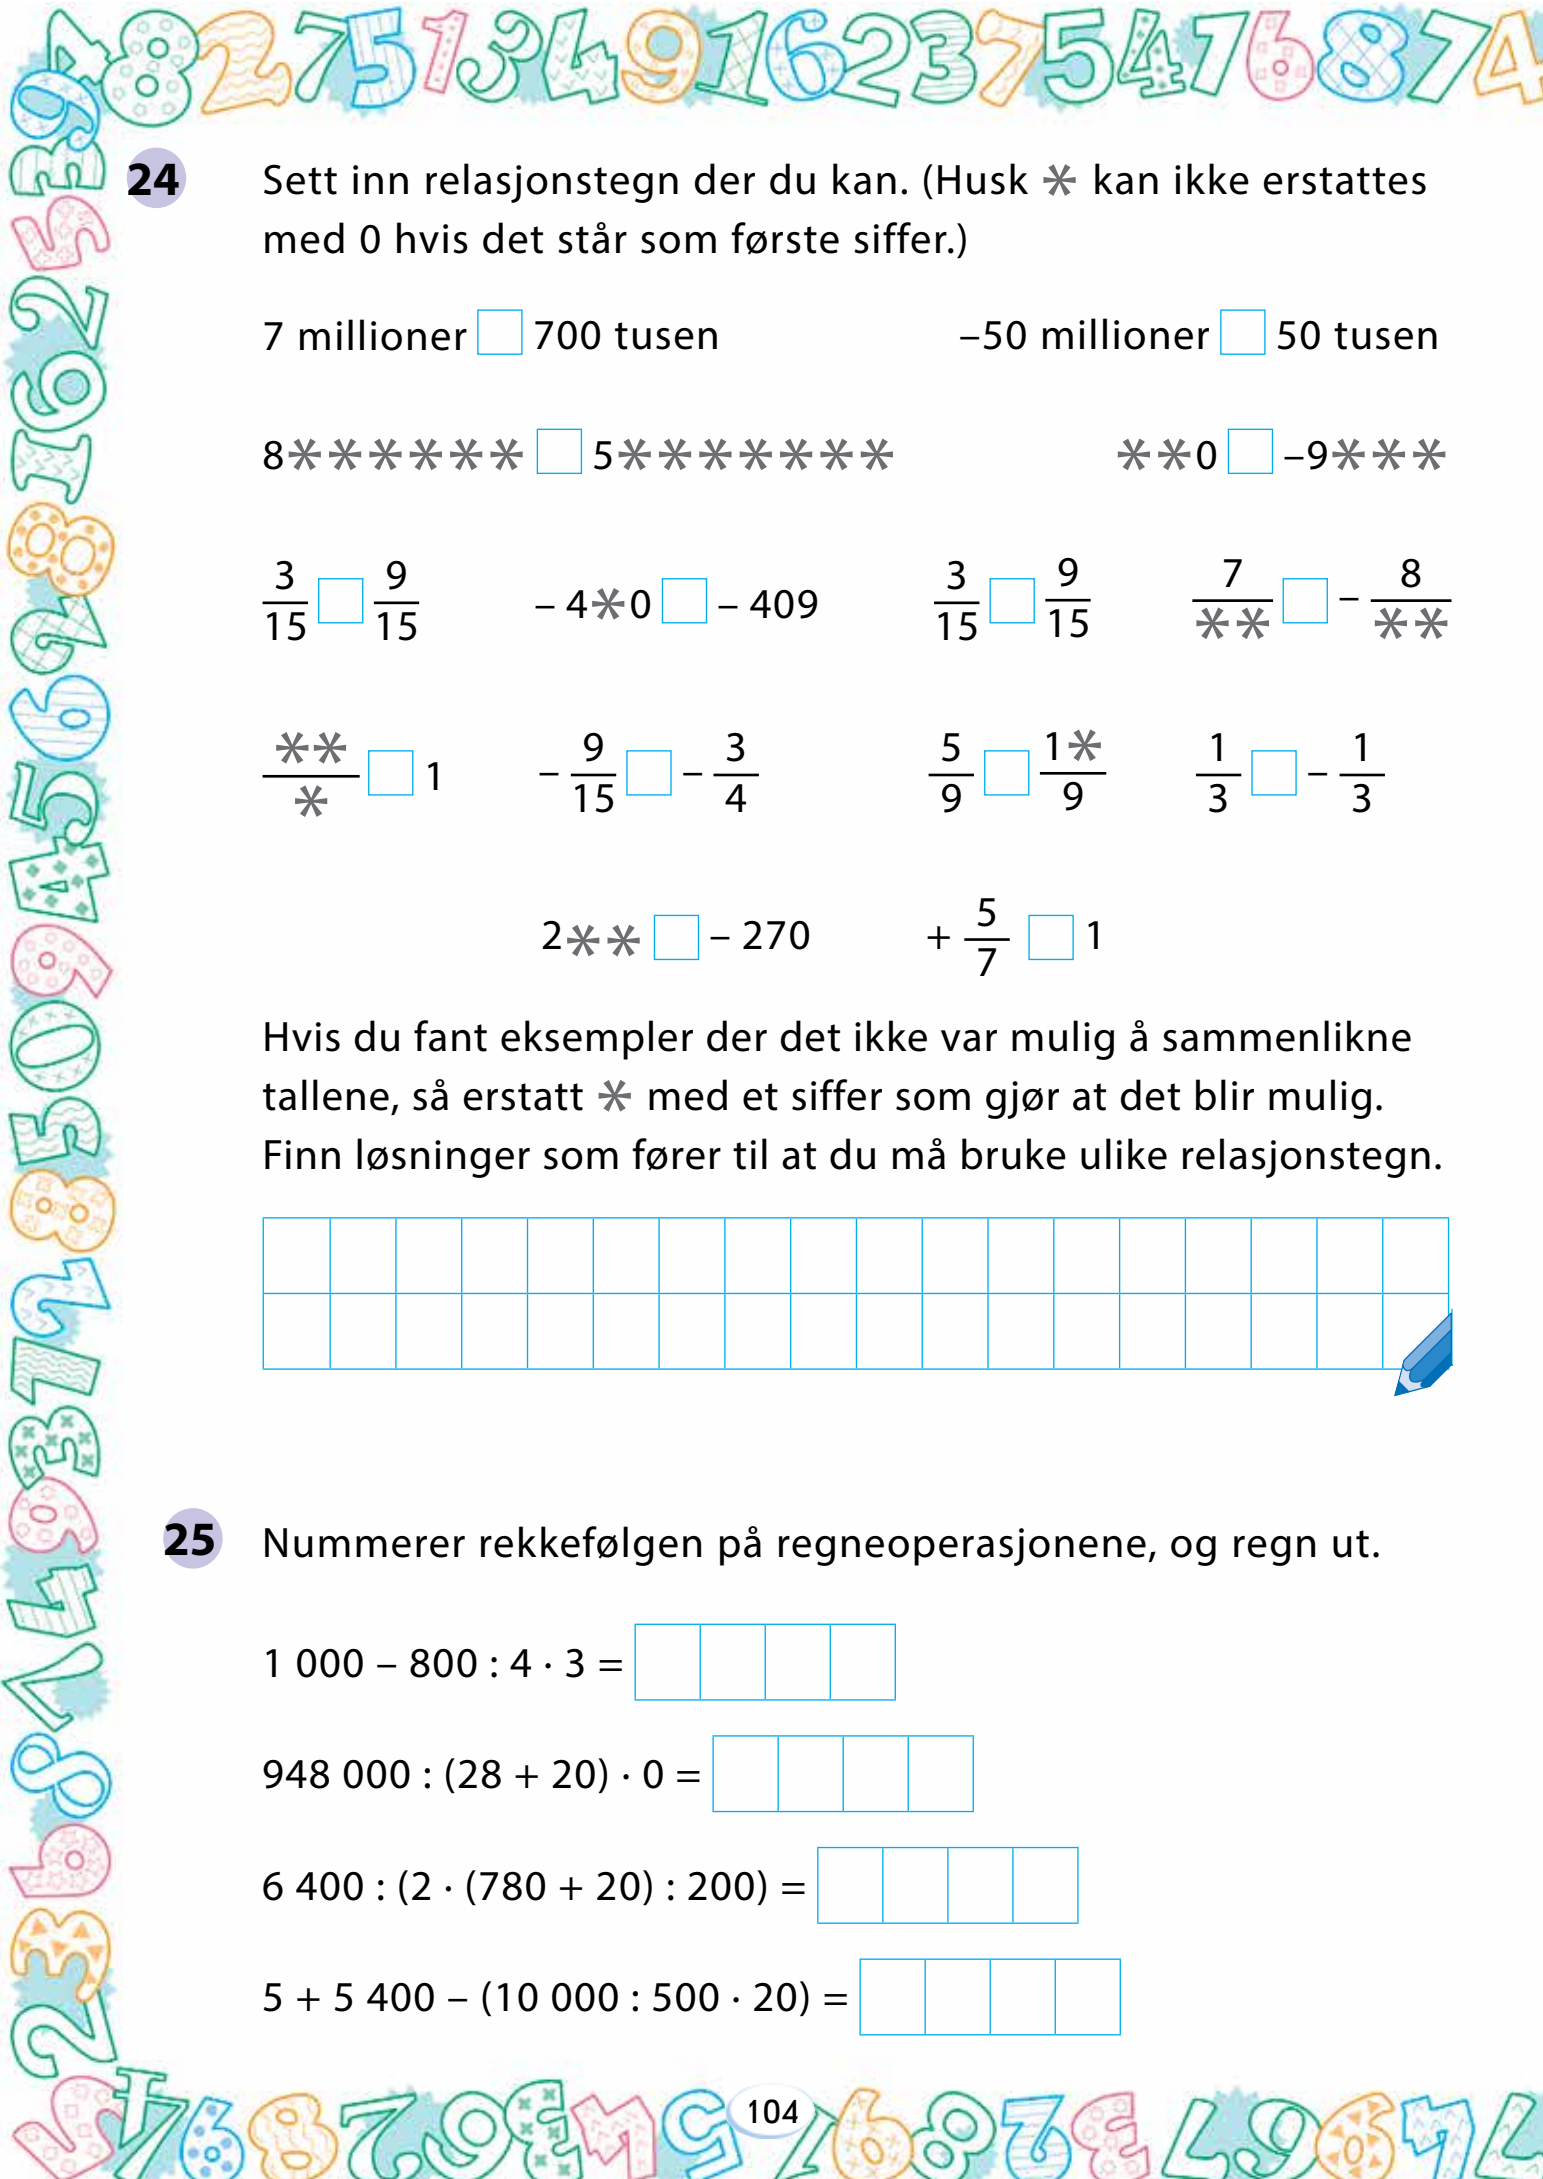 24 Sett inn relasjonstegn der du kan. (Husk * kan ikke erstattes
med 0 hvis det står som første siffer.)
7 millioner □ 700 tusen –50 millioner □ 50 tusen
8****** □ 5******* **0 □ –9***
3/15 □ 9/15 – 4*0 □ – 409 3/15 □ 9/15 7/** □ – 8/**
**/* □ 1 – 9/15 □ – 3/4 5/9 □ 1*/9 1/3 □ – 1/3
2** □ – 270 + 5/7 □ 1
Hvis du fant eksempler der det ikke var mulig å sammenlikne
tallene, så erstatt * med et siffer som gjør at det blir mulig.
Finn løsninger som fører til at du må bruke ulike relasjonstegn.
25 Nummerer rekkefølgen på regneoperasjonene, og regn ut.
1 000 – 800 : 4 · 3 =
948 000 : (28 + 20) · 0 =
6 400 : (2 · (780 + 20) : 200) =
5 + 5 400 – (10 000 : 500 · 20) =
104